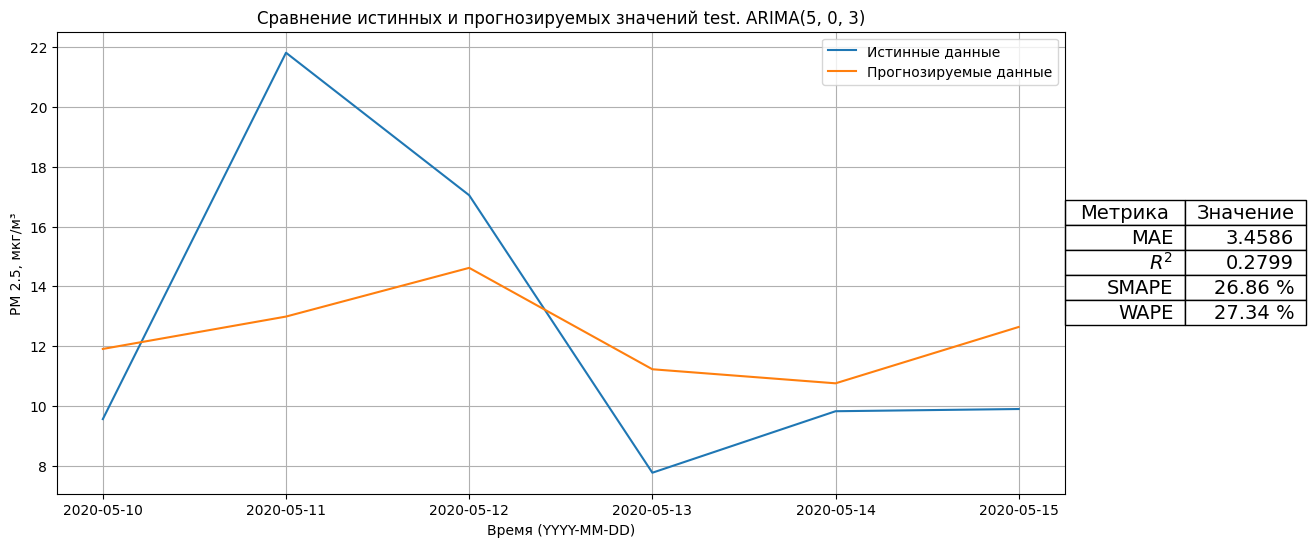 Сравнение истинных и прогнозируемых значений test. ARIMA(5, 0, 3)
Истинные данные
Прогнозируемые данные
22
20
18
16
14
12
10
8
PM 2.5, мкг/м³
2020-05-10 2020-05-11 2020-05-12 2020-05-13 2020-05-14 2020-05-15
Время (YYYY-MM-DD)
Метрика Значение
MAE 3.4586
R² 0.2799
SMAPE 26.86 %
WAPE 27.34 %